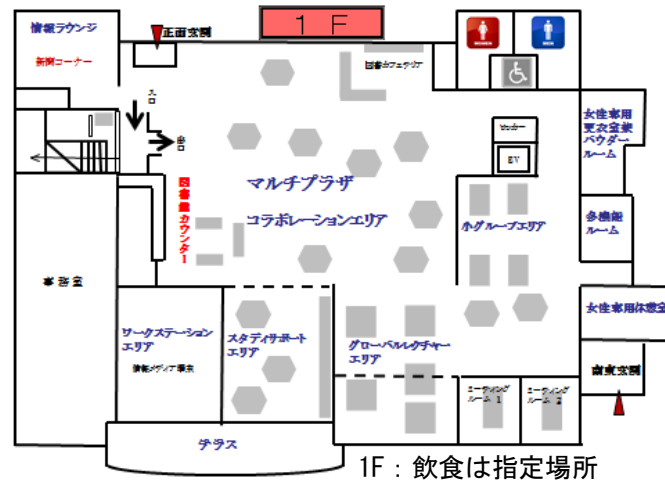 1 F
情報ラウンジ
新聞コーナー
正面玄関
図書カフェテリア
WOMEN
MEN
入口
出口
女性専用
更衣室兼
パウダー
ルーム
EV
マルチプラザ
コラボレーションエリア
図書館カウンター
小グループエリア
多機能
ルーム
事務室
女性専用休憩室
ワークステーション
エリア
情報メディア環境
スタディサポート
エリア
グローバルレクチャー
エリア
南東玄関
ミーティング
ルーム 1
ミーティング
ルーム 2
テラス
1F：飲食は指定場所